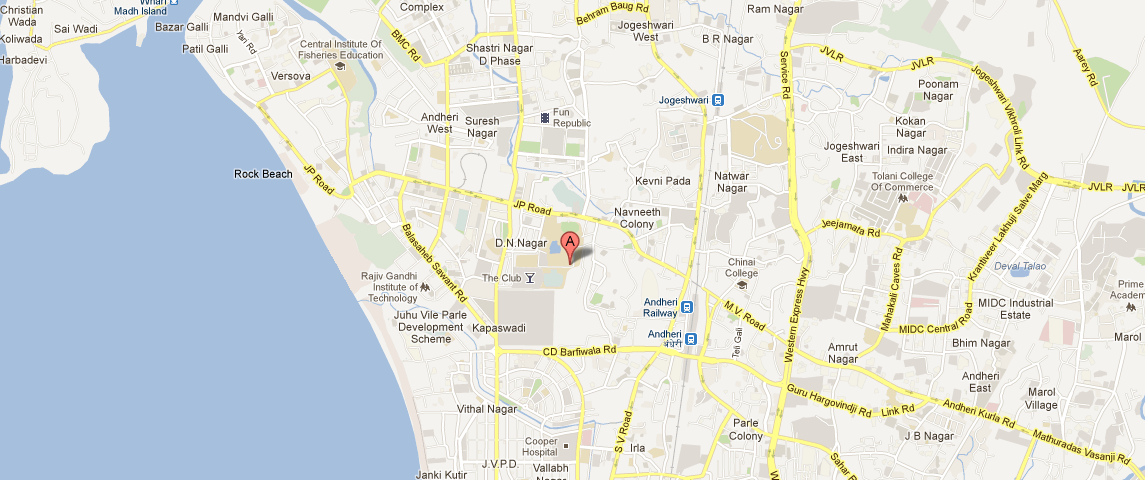 Christian
Wada
Koliwada
Harbadevi
Sai Wadi
Wharf
Madh Island
Mandvi Galli
Bazar Galli
Patil Galli
Yari Rd
Central Institute Of
Fisheries Education
Versova
Complex
BMC Rd
Shastri Nagar
D Phase
Behram Baug Rd
Jogeshwari
West
B R Nagar
Ram Nagar
Service Rd
JVLR
JVLR
Aarey Rd
Poonam
Nagar
Jogeshwari Vikhroli Link Rd
Kokan
Nagar
Indira Nagar
Jogeshwari
East
Tolani College
Of Commerce
JVLR
JVLR
Andheri
West
Suresh
Nagar
Fun
Republic
Jogeshwari
Rock Beach
JP Road
JP Road
Kevni Pada
Natwar
Nagar
Navneeth
Colony
Jeejamata Rd
Krantiveer Lakhuji Salve Marg
Balasaheb Sawant Rd
D.N.Nagar
A
The Club
Rajiv Gandhi
Institute of
Technology
Juhu Vile Parle
Development
Scheme
Kapaswadi
Chinai
College
Andheri
Railway
Andheri
M.V. Road
Teli Gali
Western Express Hwy
Mahakali Caves Rd
Deval Talao
MIDC Industrial
Estate
Prime
Academy
MIDC Central Road
Bhim Nagar
Marol
Amrut
Nagar
CD Barfiwala Rd
Guru Hargovindji Rd
Link Rd
Andheri
East
Marol
Village
Andheri Kurla Rd
Mathuradas Vasanji Rd
Vithal Nagar
S V Road
Parle
Colony
J B Nagar
Cooper
Hospital
Irla
Sahar Rd
Janki Kutir
J.V.P.D.
Vallabh
Nagar